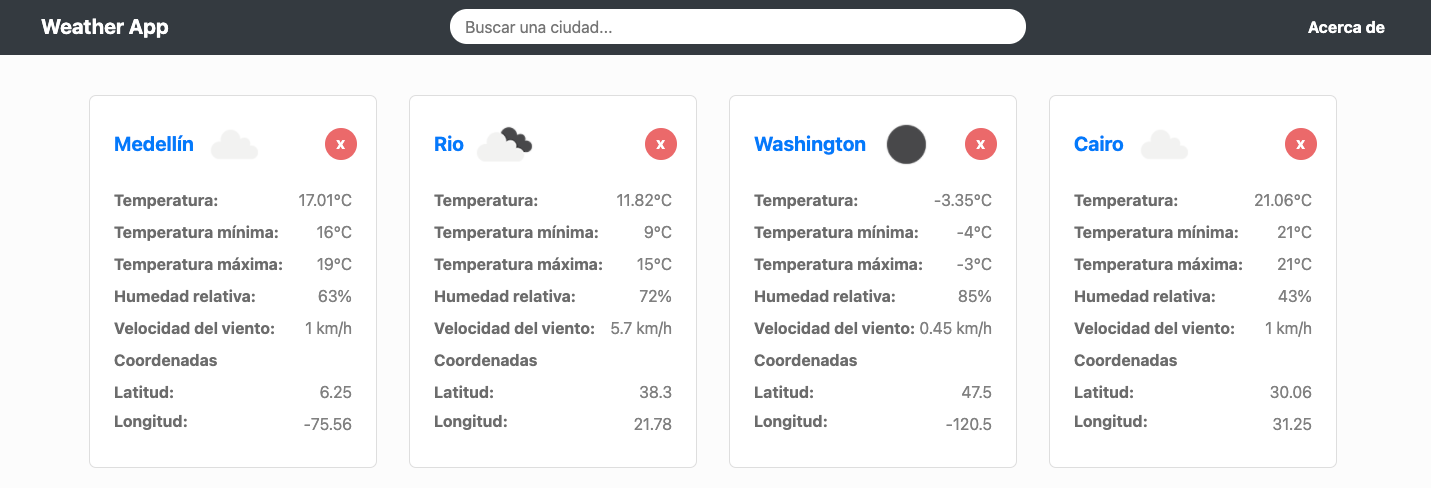 Weather App
Buscar una ciudad...
Acerca de
Medellín
x
Temperatura: 17.01°C
Temperatura mínima: 16°C
Temperatura máxima: 19°C
Humedad relativa: 63%
Velocidad del viento: 1 km/h
Coordenadas
Latitud: 6.25
Longitud: -75.56
Rio
x
Temperatura: 11.82°C
Temperatura mínima: 9°C
Temperatura máxima: 15°C
Humedad relativa: 72%
Velocidad del viento: 5.7 km/h
Coordenadas
Latitud: 38.3
Longitud: 21.78
Washington
x
Temperatura: -3.35°C
Temperatura mínima: -4°C
Temperatura máxima: -3°C
Humedad relativa: 85%
Velocidad del viento: 0.45 km/h
Coordenadas
Latitud: 47.5
Longitud: -120.5
Cairo
x
Temperatura: 21.06°C
Temperatura mínima: 21°C
Temperatura máxima: 21°C
Humedad relativa: 43%
Velocidad del viento: 1 km/h
Coordenadas
Latitud: 30.06
Longitud: 31.25